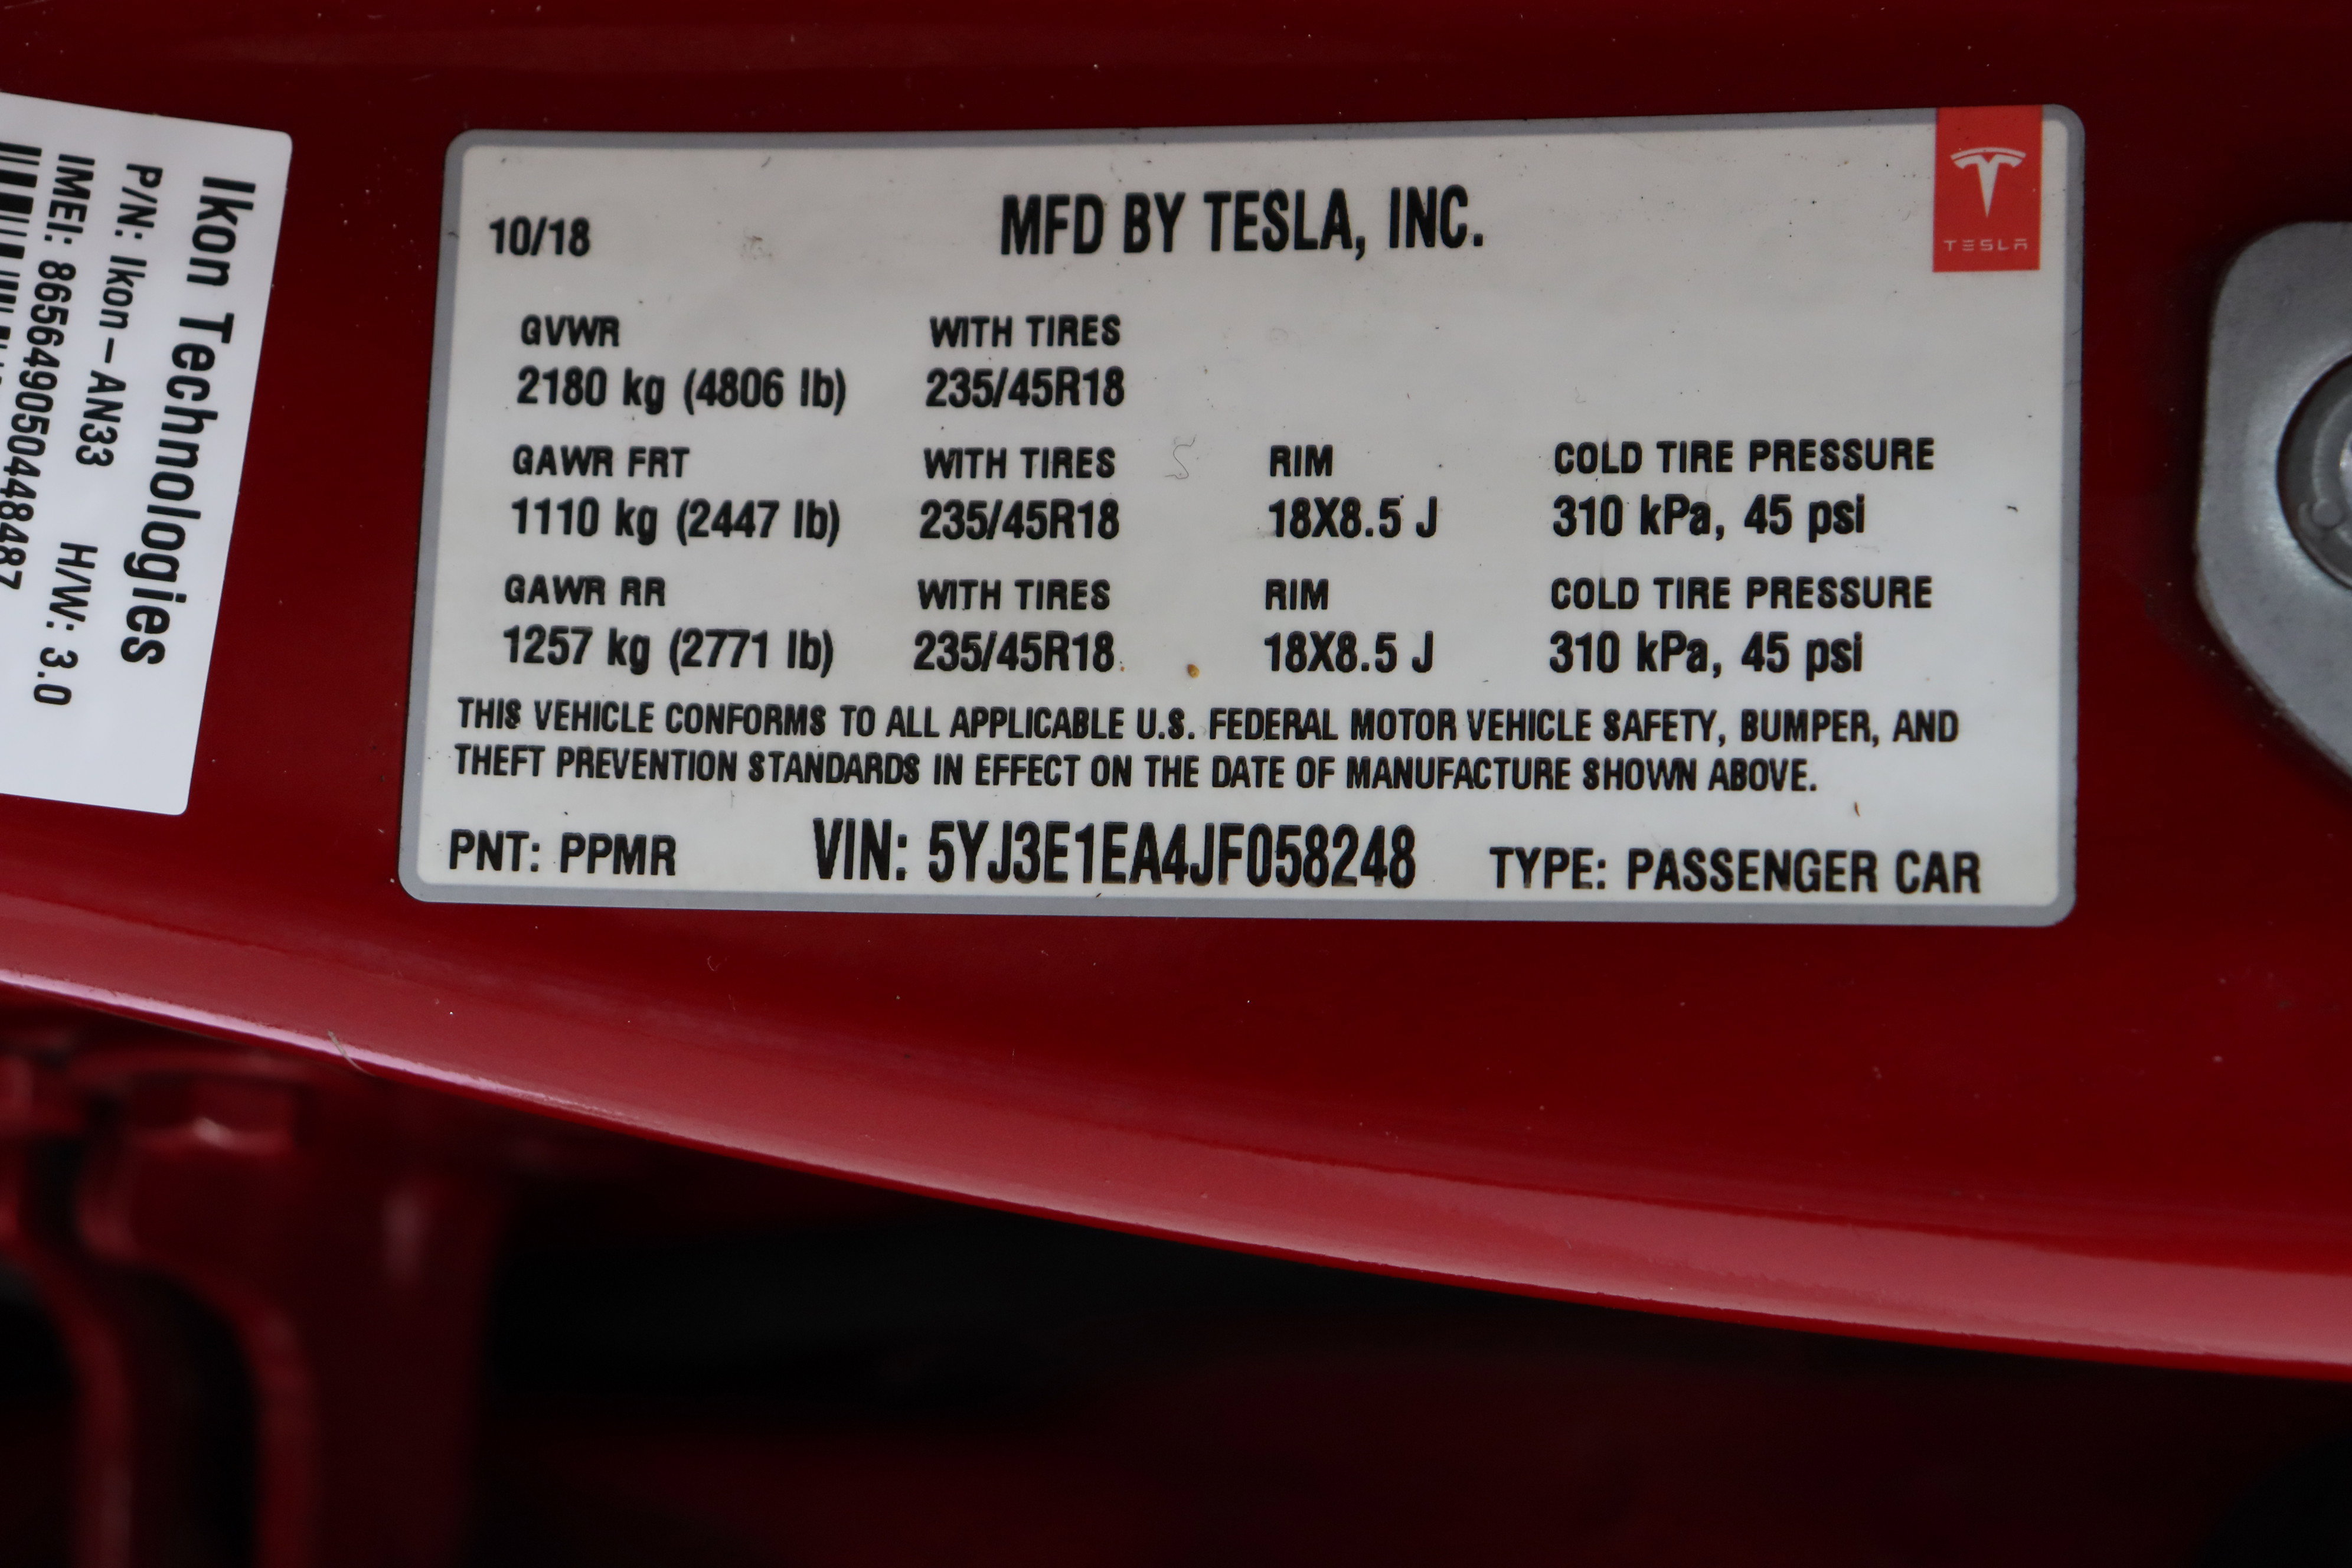 Ikon Technologies
P/N: Ikon-AN33 H/W: 3.0
IMEI: 865649050448487
10/18 MFD BY TESLA, INC.
TESLA
GVWR WITH TIRES
2180 kg (4806 lb) 235/45R18
GAWR FRT WITH TIRES RIM COLD TIRE PRESSURE
1110 kg (2447 lb) 235/45R18 18X8.5 J 310 kPa, 45 psi
GAWR RR WITH TIRES RIM COLD TIRE PRESSURE
1257 kg (2771 lb) 235/45R18 18X8.5 J 310 kPa, 45 psi
THIS VEHICLE CONFORMS TO ALL APPLICABLE U.S. FEDERAL MOTOR VEHICLE SAFETY, BUMPER, AND
THEFT PREVENTION STANDARDS IN EFFECT ON THE DATE OF MANUFACTURE SHOWN ABOVE.
PNT: PPMR VIN: 5YJ3E1EA4JF058248 TYPE: PASSENGER CAR